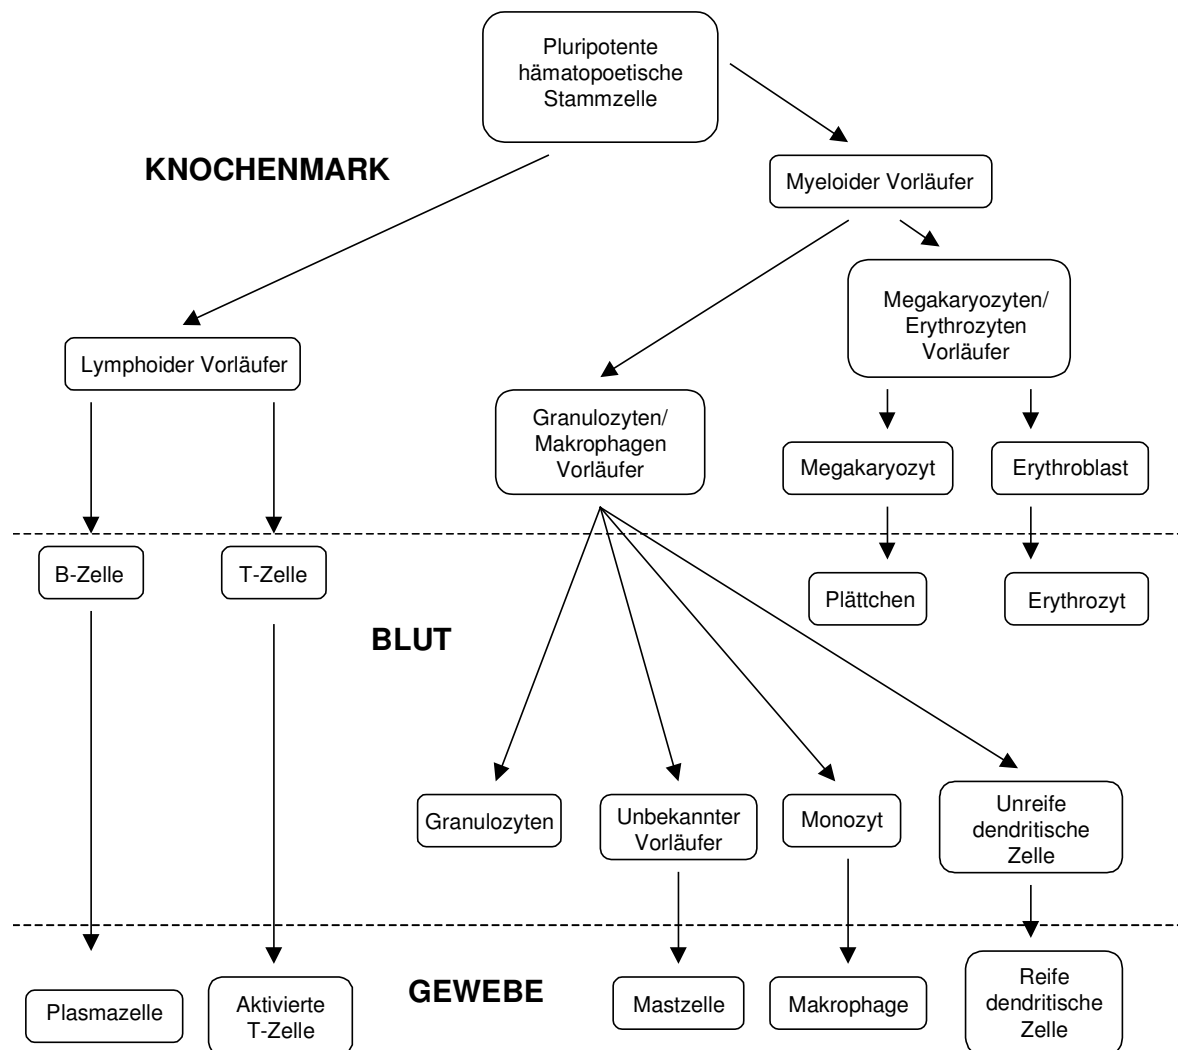 Pluripotente
hämatopoetische
Stammzelle
KNOCHENMARK
Myeloider Vorläufer
Megakaryozyten/
Erythrozyten
Vorläufer
Lymphoider Vorläufer
Granulozyten/
Makrophagen
Vorläufer
Megakaryozyt
Erythroblast
B-Zelle
T-Zelle
Plättchen
Erythrozyt
BLUT
Granulozyten
Unbekannter
Vorläufer
Monozyt
Unreife
dendritische
Zelle
GEWEBE
Plasmazelle
Aktivierte
T-Zelle
Mastzelle
Makrophage
Reife
dendritische
Zelle